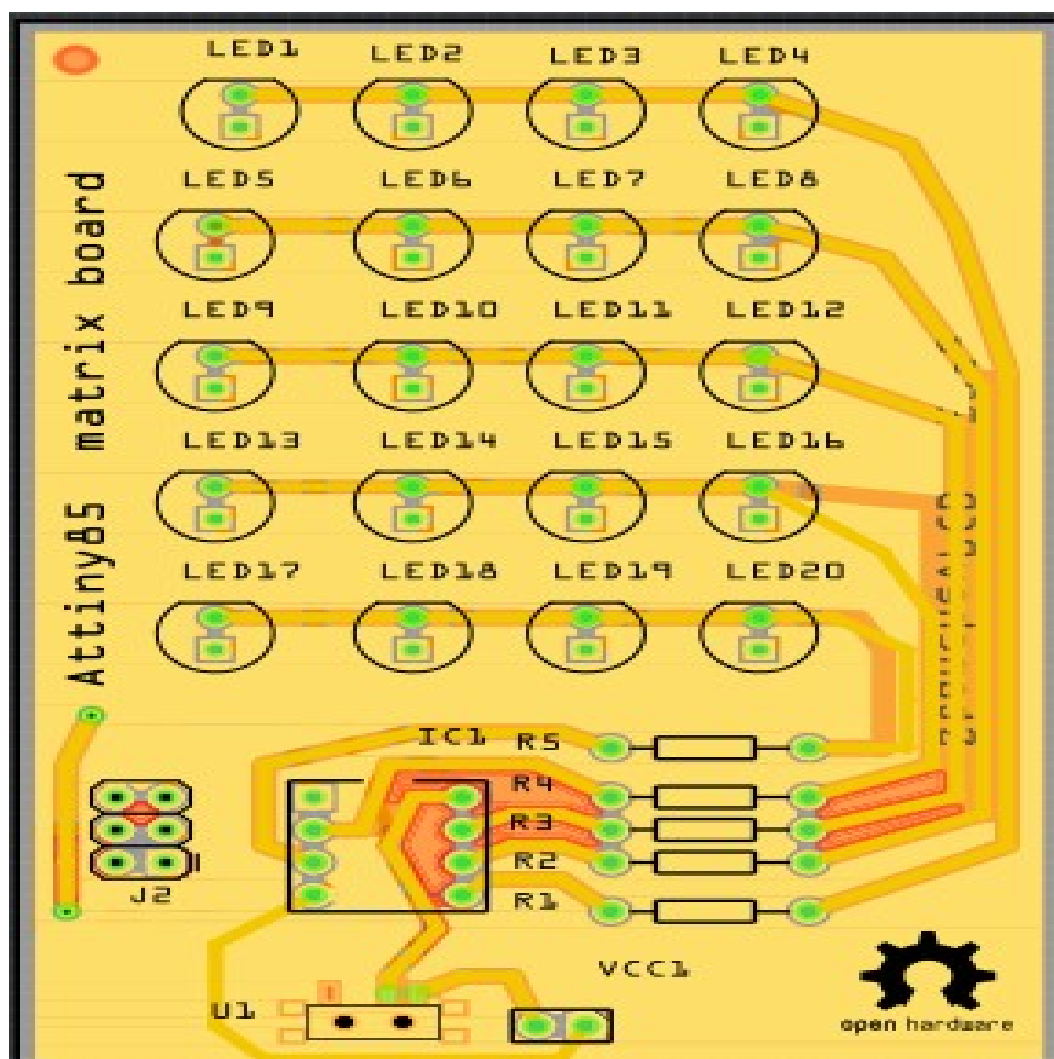 LED1 LED2 LED3 LED4
LED5 LED6 LED7 LED8
LED9 LED10 LED11 LED12
LED13 LED14 LED15 LED16
LED17 LED18 LED19 LED20
Attiny85 matrix board
IC1 R5
R4
R3
R2
R1
J2
VCC1
U1
open hardware